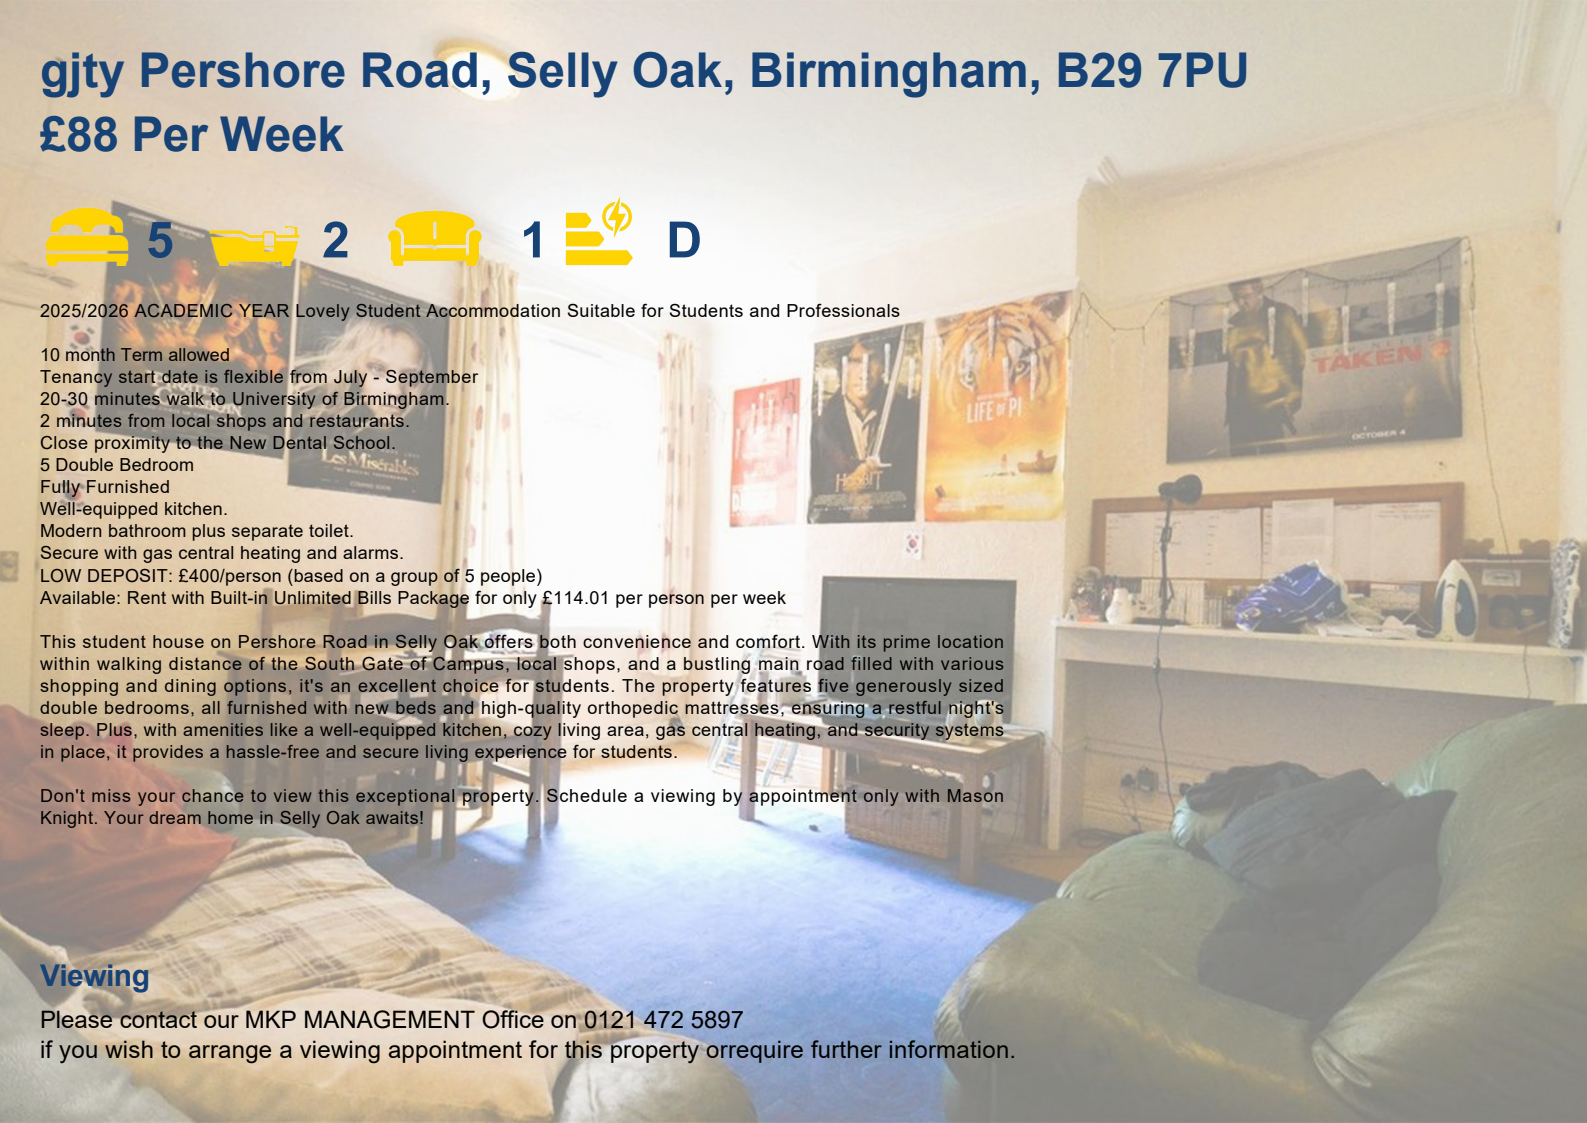 gjty Pershore Road, Selly Oak, Birmingham, B29 7PU
£88 Per Week
5 2 1 D
2025/2026 ACADEMIC YEAR Lovely Student Accommodation Suitable for Students and Professionals
10 month Term allowed
Tenancy start date is flexible from July - September
20-30 minutes walk to University of Birmingham.
2 minutes from local shops and restaurants.
Close proximity to the New Dental School.
5 Double Bedroom
Fully Furnished
Well-equipped kitchen.
Modern bathroom plus separate toilet.
Secure with gas central heating and alarms.
LOW DEPOSIT: £400/person (based on a group of 5 people)
Available: Rent with Built-in Unlimited Bills Package for only £114.01 per person per week
This student house on Pershore Road in Selly Oak offers both convenience and comfort. With its prime location
within walking distance of the South Gate of Campus, local shops, and a bustling main road filled with various
shopping and dining options, it's an excellent choice for students. The property features five generously sized
double bedrooms, all furnished with new beds and high-quality orthopedic mattresses, ensuring a restful night's
sleep. Plus, with amenities like a well-equipped kitchen, cozy living area, gas central heating, and security systems
in place, it provides a hassle-free and secure living experience for students.
Don't miss your chance to view this exceptional property. Schedule a viewing by appointment only with Mason
Knight. Your dream home in Selly Oak awaits!
Viewing
Please contact our MKP MANAGEMENT Office on 0121 472 5897
if you wish to arrange a viewing appointment for this property orrequire further information.
Les Misérables
COMING SOON
HOBBIT
LIFE OF PI
TAKEN 2
OCTOBER 4